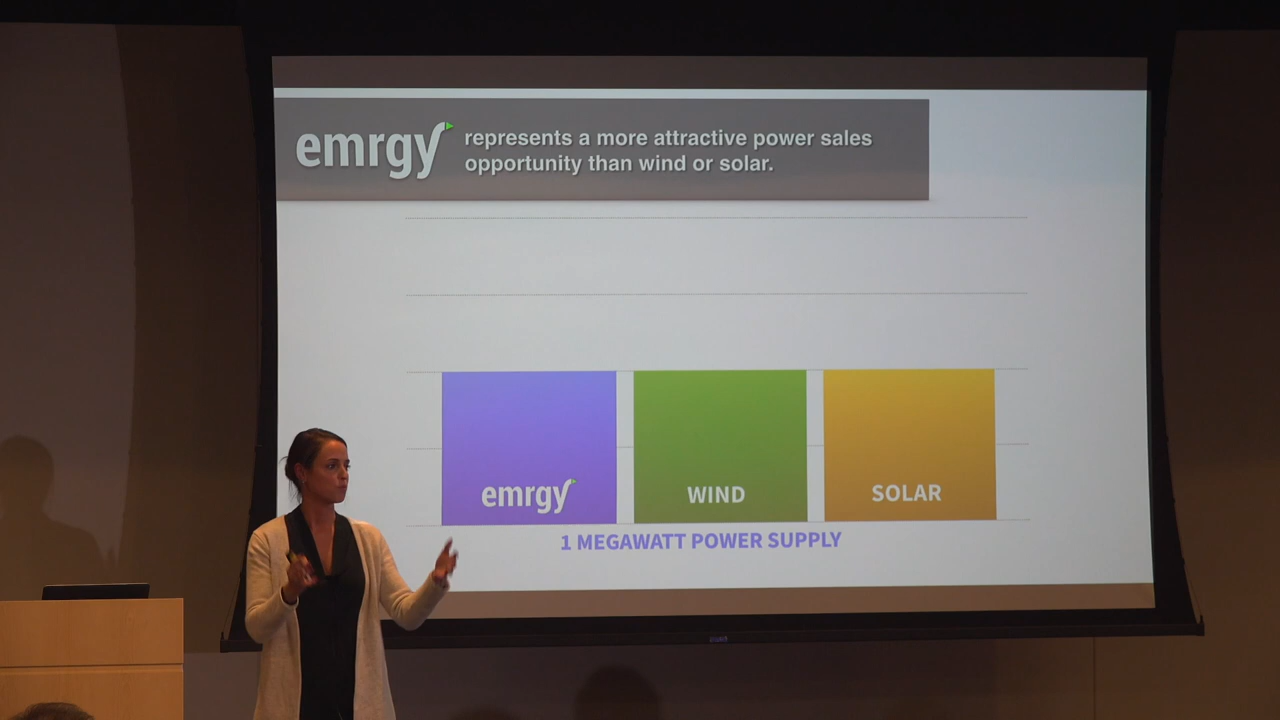 emrgy represents a more attractive power sales
opportunity than wind or solar.
emrgy WIND SOLAR
1 MEGAWATT POWER SUPPLY